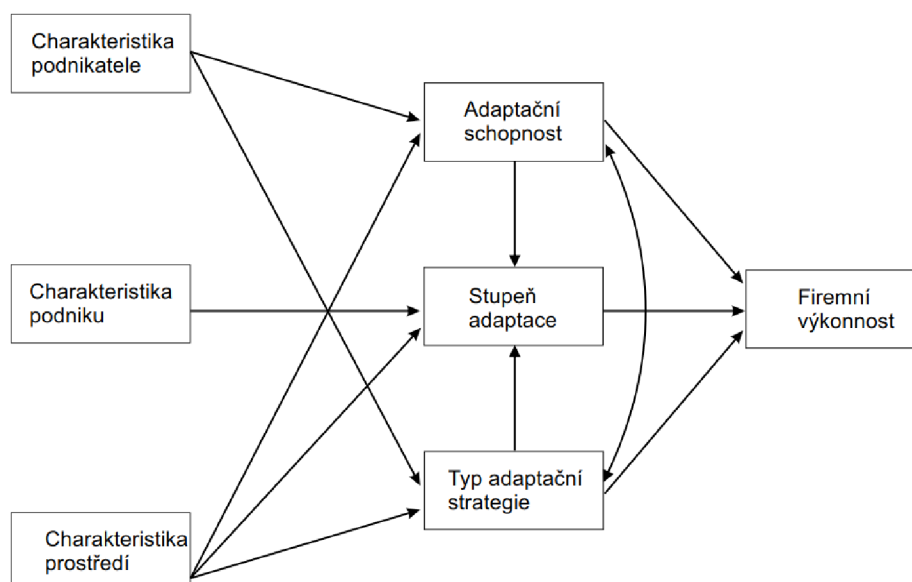 Charakteristika
podnikatele
Adaptační
schopnost
Charakteristika
podniku
Stupeň
adaptace
Firemní
výkonnost
Typ adaptační
strategie
Charakteristika
prostředí